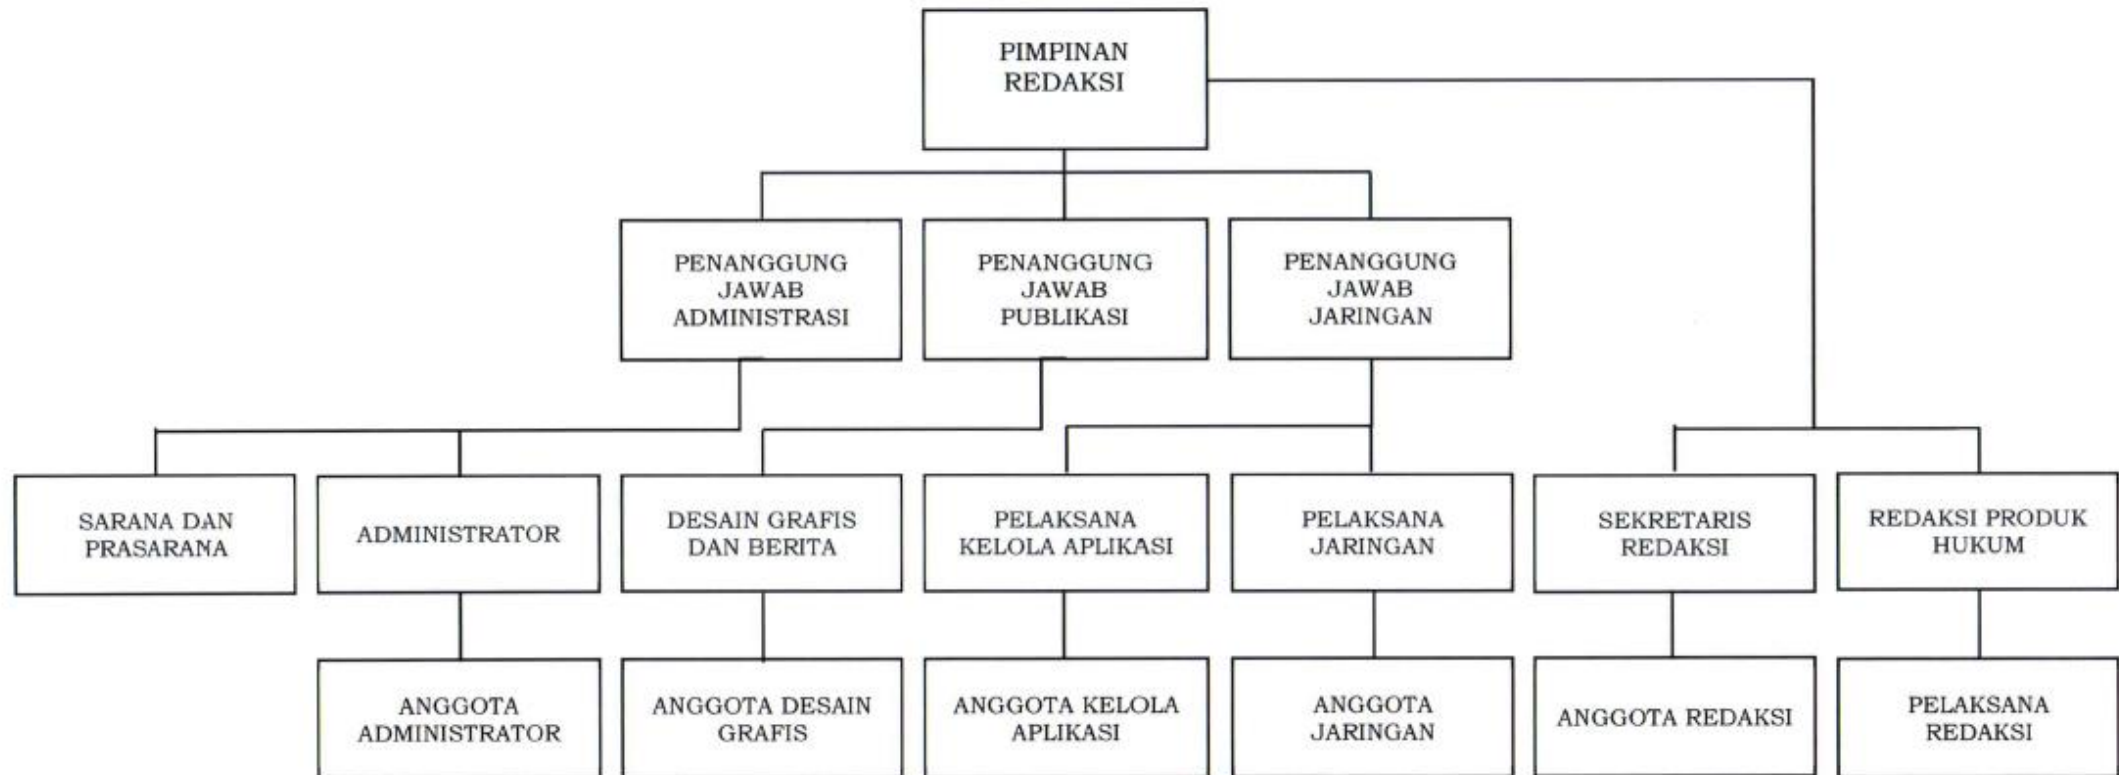 PIMPINAN
REDAKSI
PENANGGUNG
JAWAB
ADMINISTRASI
PENANGGUNG
JAWAB
PUBLIKASI
PENANGGUNG
JAWAB
JARINGAN
SARANA DAN
PRASARANA
ADMINISTRATOR
DESAIN GRAFIS
DAN BERITA
PELAKSANA
KELOLA APLIKASI
PELAKSANA
JARINGAN
SEKRETARIS
REDAKSI
REDAKSI PRODUK
HUKUM
ANGGOTA
ADMINISTRATOR
ANGGOTA DESAIN
GRAFIS
ANGGOTA KELOLA
APLIKASI
ANGGOTA
JARINGAN
ANGGOTA REDAKSI
PELAKSANA
REDAKSI